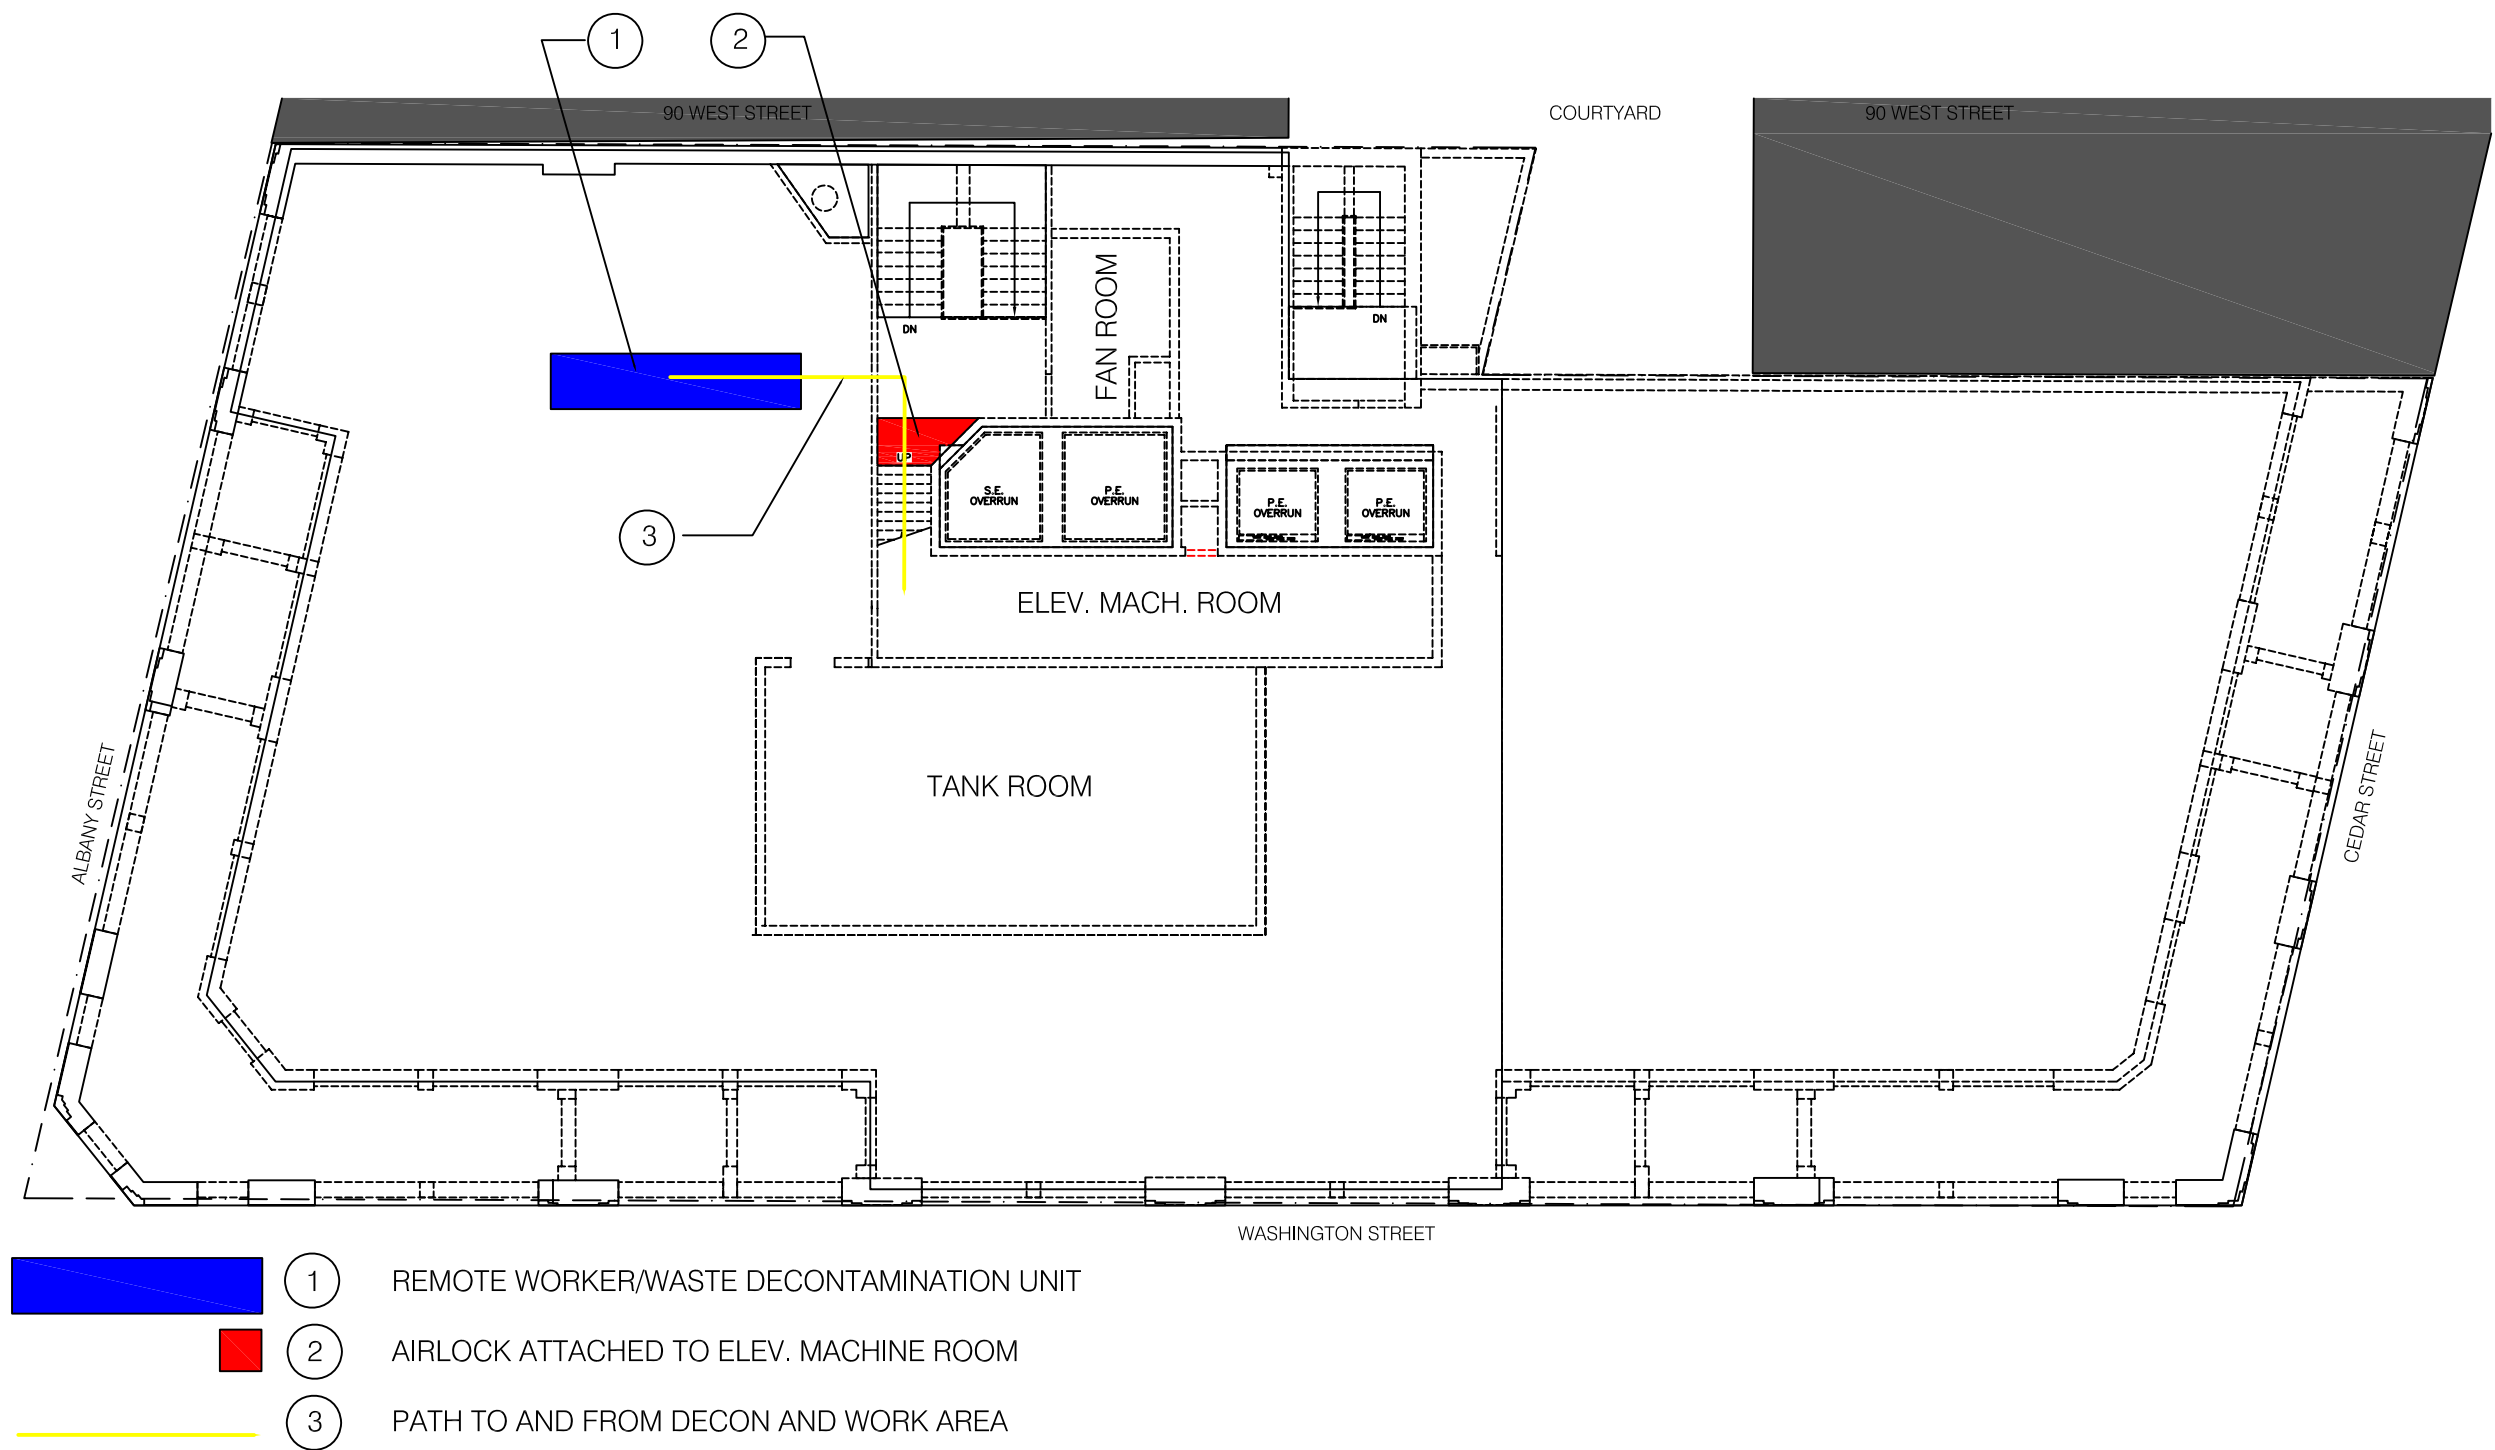 1
2
90 WEST STREET
COURTYARD
90 WEST STREET
DN
DN
FAN ROOM
UP
S.E.
OVERRUN
P.E.
OVERRUN
P.E.
OVERRUN
P.E.
OVERRUN
3
ELEV. MACH. ROOM
TANK ROOM
ALBANY STREET
CEDAR STREET
WASHINGTON STREET
1 REMOTE WORKER/WASTE DECONTAMINATION UNIT
2 AIRLOCK ATTACHED TO ELEV. MACHINE ROOM
3 PATH TO AND FROM DECON AND WORK AREA